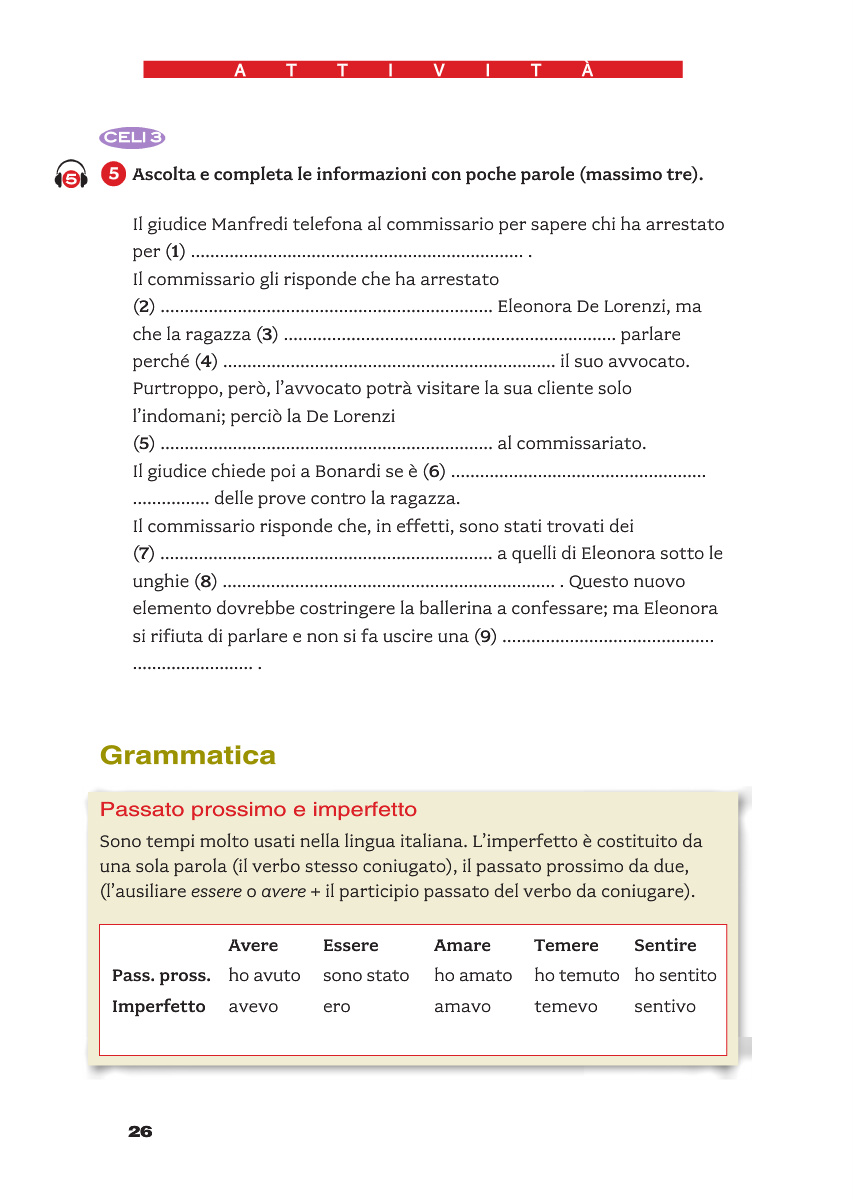 ATTIVITÀ
CELI 3
5
5 Ascolta e completa le informazioni con poche parole (massimo tre).
Il giudice Manfredi telefona al commissario per sapere chi ha arrestato
per (1) ..................................................................... .
Il commissario gli risponde che ha arrestato
(2) ..................................................................... Eleonora De Lorenzi, ma
che la ragazza (3) ..................................................................... parlare
perché (4) ..................................................................... il suo avvocato.
Purtroppo, però, l’avvocato potrà visitare la sua cliente solo
l’indomani; perciò la De Lorenzi
(5) ..................................................................... al commissariato.
Il giudice chiede poi a Bonardi se è (6) .....................................................
................ delle prove contro la ragazza.
Il commissario risponde che, in effetti, sono stati trovati dei
(7) ..................................................................... a quelli di Eleonora sotto le
unghie (8) ..................................................................... . Questo nuovo
elemento dovrebbe costringere la ballerina a confessare; ma Eleonora
si rifiuta di parlare e non si fa uscire una (9) ............................................
......................... .
Grammatica
Passato prossimo e imperfetto
Sono tempi molto usati nella lingua italiana. L’imperfetto è costituito da
una sola parola (il verbo stesso coniugato), il passato prossimo da due,
(l’ausiliare essere o avere + il participio passato del verbo da coniugare).
Avere Essere Amare Temere Sentire
Pass. pross. ho avuto sono stato ho amato ho temuto ho sentito
Imperfetto avevo ero amavo temevo sentivo
26